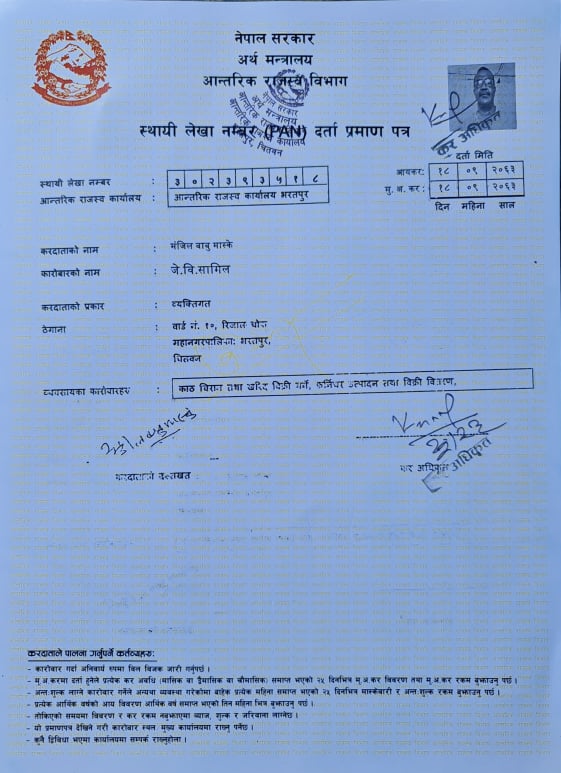 नेपाल सरकार
अर्थ मन्त्रालय
आन्तरिक राजस्व विभाग
स्थायी लेखा नम्बर (PAN) दर्ता प्रमाण पत्र
नेपाल सरकार
अर्थ मन्त्रालय
कर अधिकृत
दर्ता मिति
स्थायी लेखा नम्बर : ३ ० २ ३ ९ ३ ५ १ ८
आयकर: १८ ०९ २०६३
आन्तरिक राजस्व कार्यालय : आन्तरिक राजस्व कार्यालय भरतपुर
मु. अ. कर : १८ ०९ २०६३
दिन महिना साल
करदाताको नाम : मंजिल बाबु मास्के
कारोबारको नाम : जे.वि.सागिल
करदाताको प्रकार : व्यक्तिगत
ठेगाना : वार्ड नं. १०,
महानगरपालिका: भरतपुर,
चितवन
व्यवसायका कारोबारहरु : काठ चिरान तथा खरिद बिक्री गर्ने, फर्निचर उत्पादन तथा बिक्री वितरण,
करदाताको दस्तखत
कर अधिकृत
कर अधिकृत
करदाताले पालना गर्नुपर्ने कर्तव्यहरु:
- कारोबार गर्दा अनिवार्य रुपमा बिल बिजक जारी गर्नुपर्छ ।
- मु.अ.करमा दर्ता हुनेले प्रत्येक कर अवधि (मासिक वा द्वैमासिक वा चौमासिक) समाप्त भएको २५ दिनभित्र मु.अ.कर विवरण तथा मु.अ.कर रकम बुझाउनु पर्छ ।
- अन्त:शुल्क लाग्ने कारोबार गर्नेले अन्यथा व्यवस्था गरेकोमा बाहेक प्रत्येक महिना समाप्त भएको २५ दिनभित्र मास्केबारी र अन्त:शुल्क रकम बुझाउनु पर्छ ।
- प्रत्येक आर्थिक वर्षको आय विवरण आर्थिक वर्ष समाप्त भएको तिन महिना भित्र बुझाउनु पर्छ ।
- तोकिएको समयमा विवरण र कर रकम नबुझाएमा ब्याज, शुल्क र जरिवाना लाग्नेछ ।
- यो प्रमाणपत्र देखिने गरी कारोबार स्थल मुख्य कार्यालयमा राख्नु पर्नेछ ।
- कुनै द्विविधा भएमा कार्यालयमा सम्पर्क राख्नुहोला ।